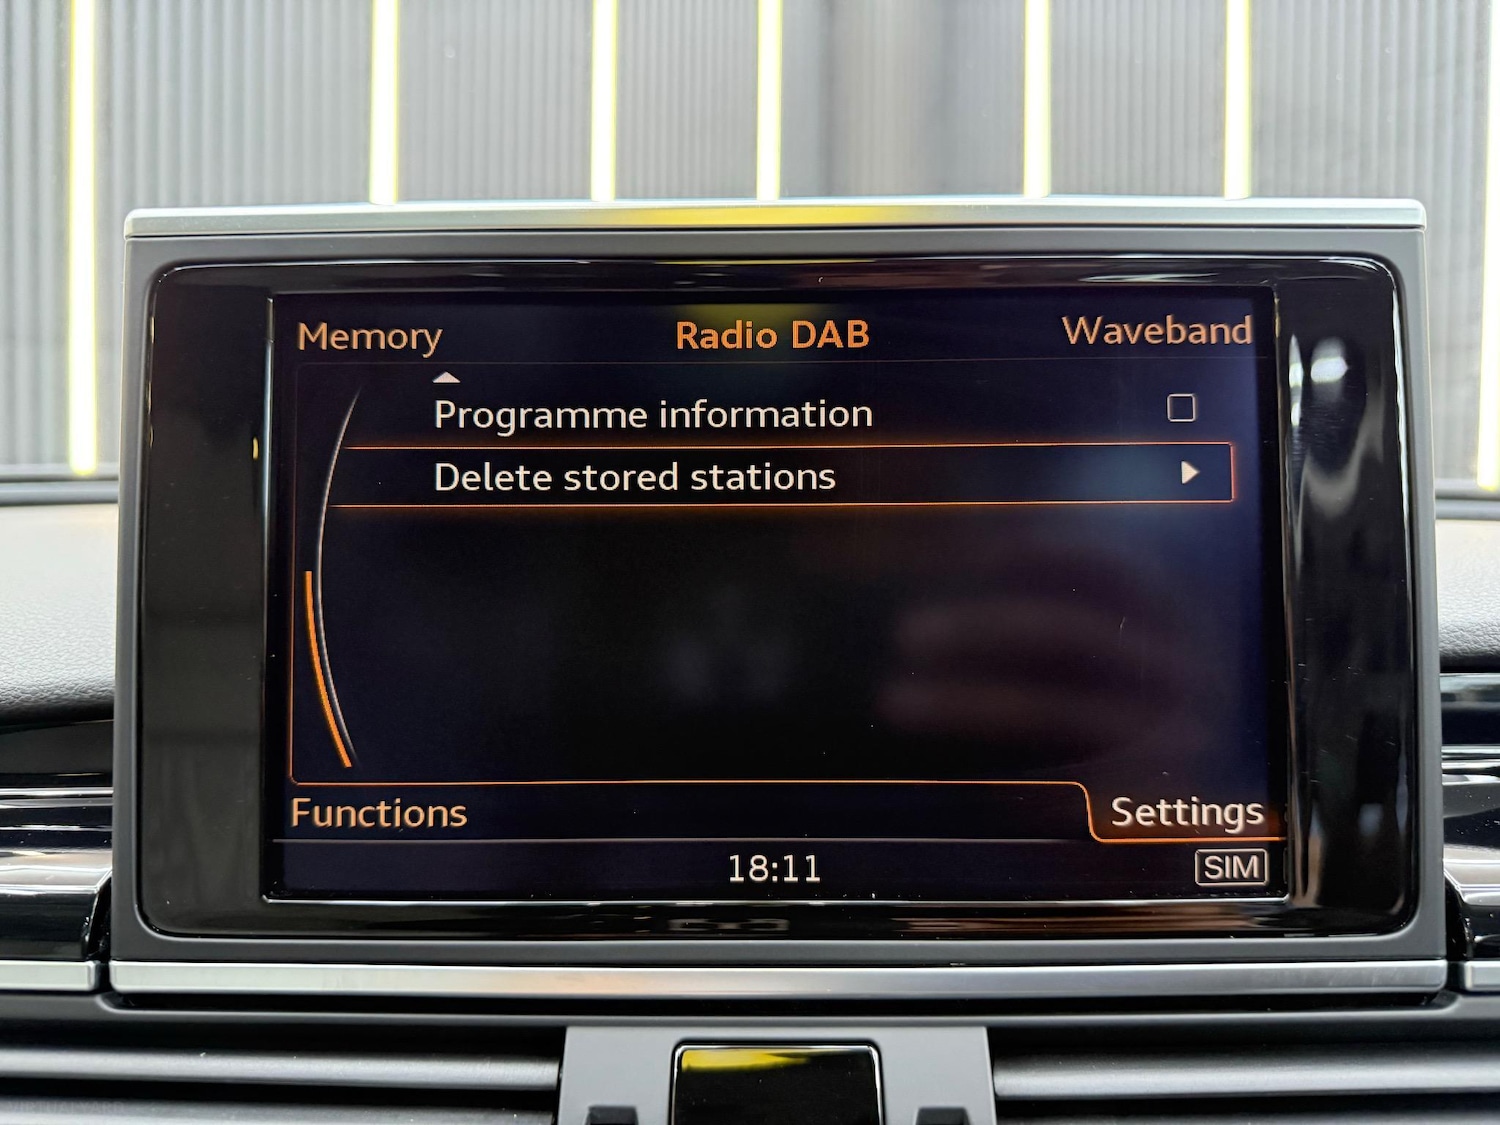 Memory Radio DAB Waveband
Programme information
Delete stored stations
Functions Settings
18:11 SIM